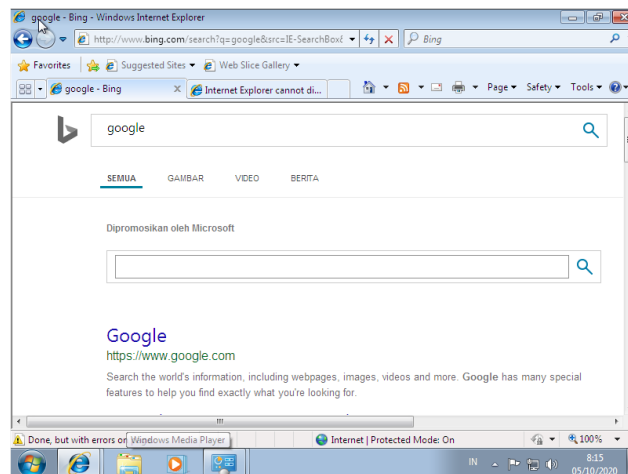 google - Bing - Windows Internet Explorer
http://www.bing.com/search?q=google&src=IE-SearchBox&
Bing
Favorites Suggested Sites Web Slice Gallery
google - Bing X Internet Explorer cannot di...
Page Safety Tools
google
SEMUA GAMBAR VIDEO BERITA
Dipromosikan oleh Microsoft
Google
https://www.google.com
Search the world's information, including webpages, images, videos and more. Google has many special
features to help you find exactly what you're looking for.
Done, but with errors or Windows Media Player Internet | Protected Mode: On 100%
IN 8:15
05/10/2020